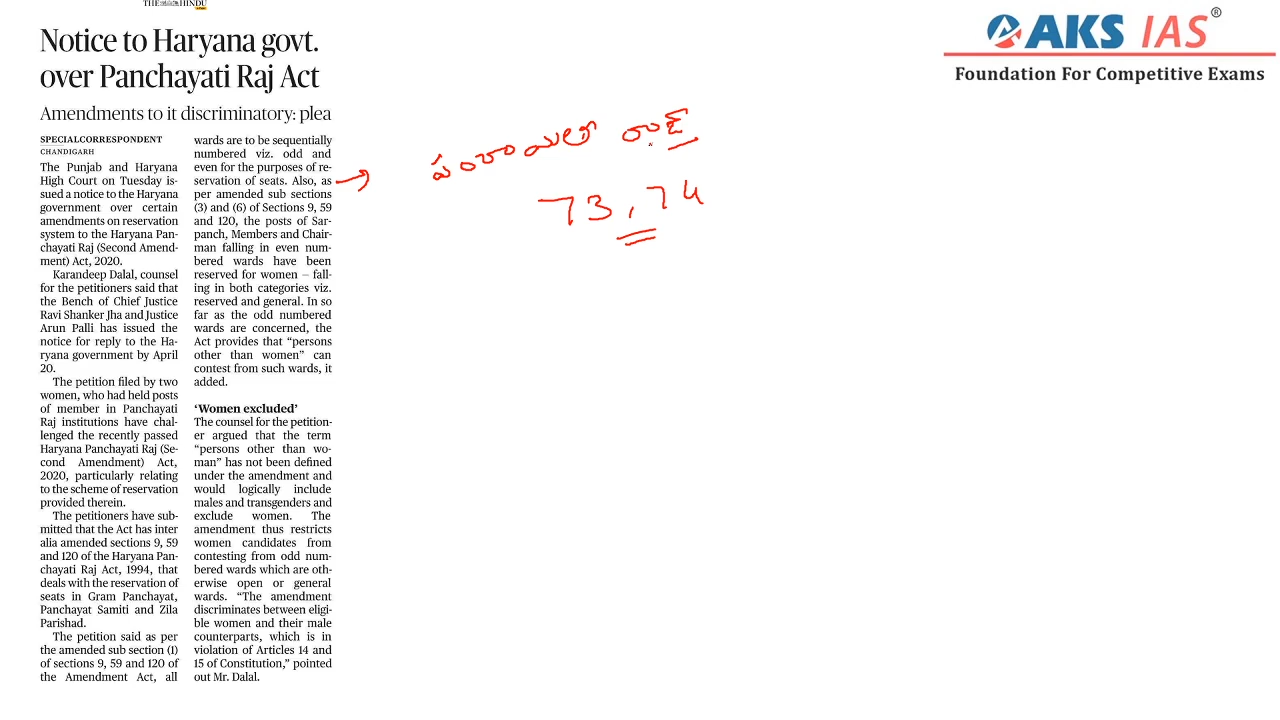 THE HINDU
Notice to Haryana govt.
over Panchayati Raj Act
Amendments to it discriminatory: plea
SPECIALCORRESPONDENT
CHANDIGARH
The Punjab and Haryana
High Court on Tuesday is-
sued a notice to the Haryana
government over certain
amendments on reservation
system to the Haryana Pan-
chayati Raj (Second Amend-
ment) Act, 2020.
Karandeep Dalal, counsel
for the petitioners said that
the Bench of Chief Justice
Ravi Shanker Jha and Justice
Arun Palli has issued the
notice for reply to the Ha-
ryana government by April
20.
The petition filed by two
women, who had held posts
of member in Panchayati
Raj institutions have chal-
lenged the recently passed
Haryana Panchayati Raj (Se-
cond Amendment) Act,
2020, particularly relating
to the scheme of reservation
provided therein.
The petitioners have sub-
mitted that the Act has inter
alia amended sections 9, 59
and 120 of the Haryana Pan-
chayati Raj Act, 1994, that
deals with the reservation of
seats in Gram Panchayat,
Panchayat Samiti and Zila
Parishad.
The petition said as per
the amended sub section (1)
of sections 9, 59 and 120 of
the Amendment Act, all
wards are to be sequentially
numbered viz. odd and
even for the purposes of re-
servation of seats. Also, as
per amended sub sections
(3) and (6) of Sections 9, 59
and 120, the posts of Sar-
panch, Members and Chair-
man falling in even num-
bered wards have been
reserved for women – fall-
ing in both categories viz.
reserved and general. In so
far as the odd numbered
wards are concerned, the
Act provides that “persons
other than women” can
contest from such wards, it
added.
‘Women excluded’
The counsel for the petition-
er argued that the term
“persons other than wo-
man” has not been defined
under the amendment and
would logically include
males and transgenders and
exclude women. The
amendment thus restricts
women candidates from
contesting from odd num-
bered wards which are oth-
erwise open or general
wards. “The amendment
discriminates between eligi-
ble women and their male
counterparts, which is in
violation of Articles 14 and
15 of Constitution,” pointed
out Mr. Dalal.
73, 74
AKS IAS®
Foundation For Competitive Exams